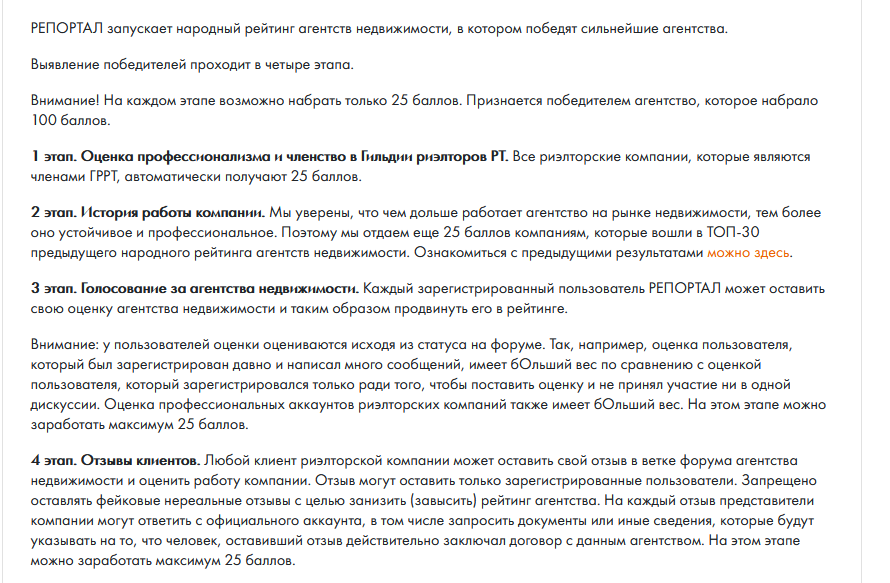 РЕПОРТАЛ запускает народный рейтинг агентств недвижимости, в котором победят сильнейшие агентства.
Выявление победителей проходит в четыре этапа.
Внимание! На каждом этапе возможно набрать только 25 баллов. Признается победителем агентство, которое набрало
100 баллов.
1 этап. Оценка профессионализма и членство в Гильдии риэлторов РТ. Все риэлторские компании, которые являются
членами ГРРТ, автоматически получают 25 баллов.
2 этап. История работы компании. Мы уверены, что чем дольше работает агентство на рынке недвижимости, тем более
оно устойчивое и профессиональное. Поэтому мы отдаем еще 25 баллов компаниям, которые вошли в ТОП-30
предыдущего народного рейтинга агентств недвижимости. Ознакомиться с предыдущими результатами можно здесь.
3 этап. Голосование за агентства недвижимости. Каждый зарегистрированный пользователь РЕПОРТАЛ может оставить
свою оценку агентства недвижимости и таким образом продвинуть его в рейтинге.
Внимание: у пользователей оценки оцениваются исходя из статуса на форуме. Так, например, оценка пользователя,
который был зарегистрирован давно и написал много сообщений, имеет бОльший вес по сравнению с оценкой
пользователя, который зарегистрировался только ради того, чтобы поставить оценку и не принял участие ни в одной
дискуссии. Оценка профессиональных аккаунтов риэлторских компаний также имеет бОльший вес. На этом этапе можно
заработать максимум 25 баллов.
4 этап. Отзывы клиентов. Любой клиент риэлторской компании может оставить свой отзыв в ветке форума агентства
недвижимости и оценить работу компании. Отзыв могут оставить только зарегистрированные пользователи. Запрещено
оставлять фейковые нереальные отзывы с целью занизить (завысить) рейтинг агентства. На каждый отзыв представители
компании могут ответить с официального аккаунта, в том числе запросить документы или иные сведения, которые будут
указывать на то, что человек, оставивший отзыв действительно заключал договор с данным агентством. На этом этапе
можно заработать максимум 25 баллов.